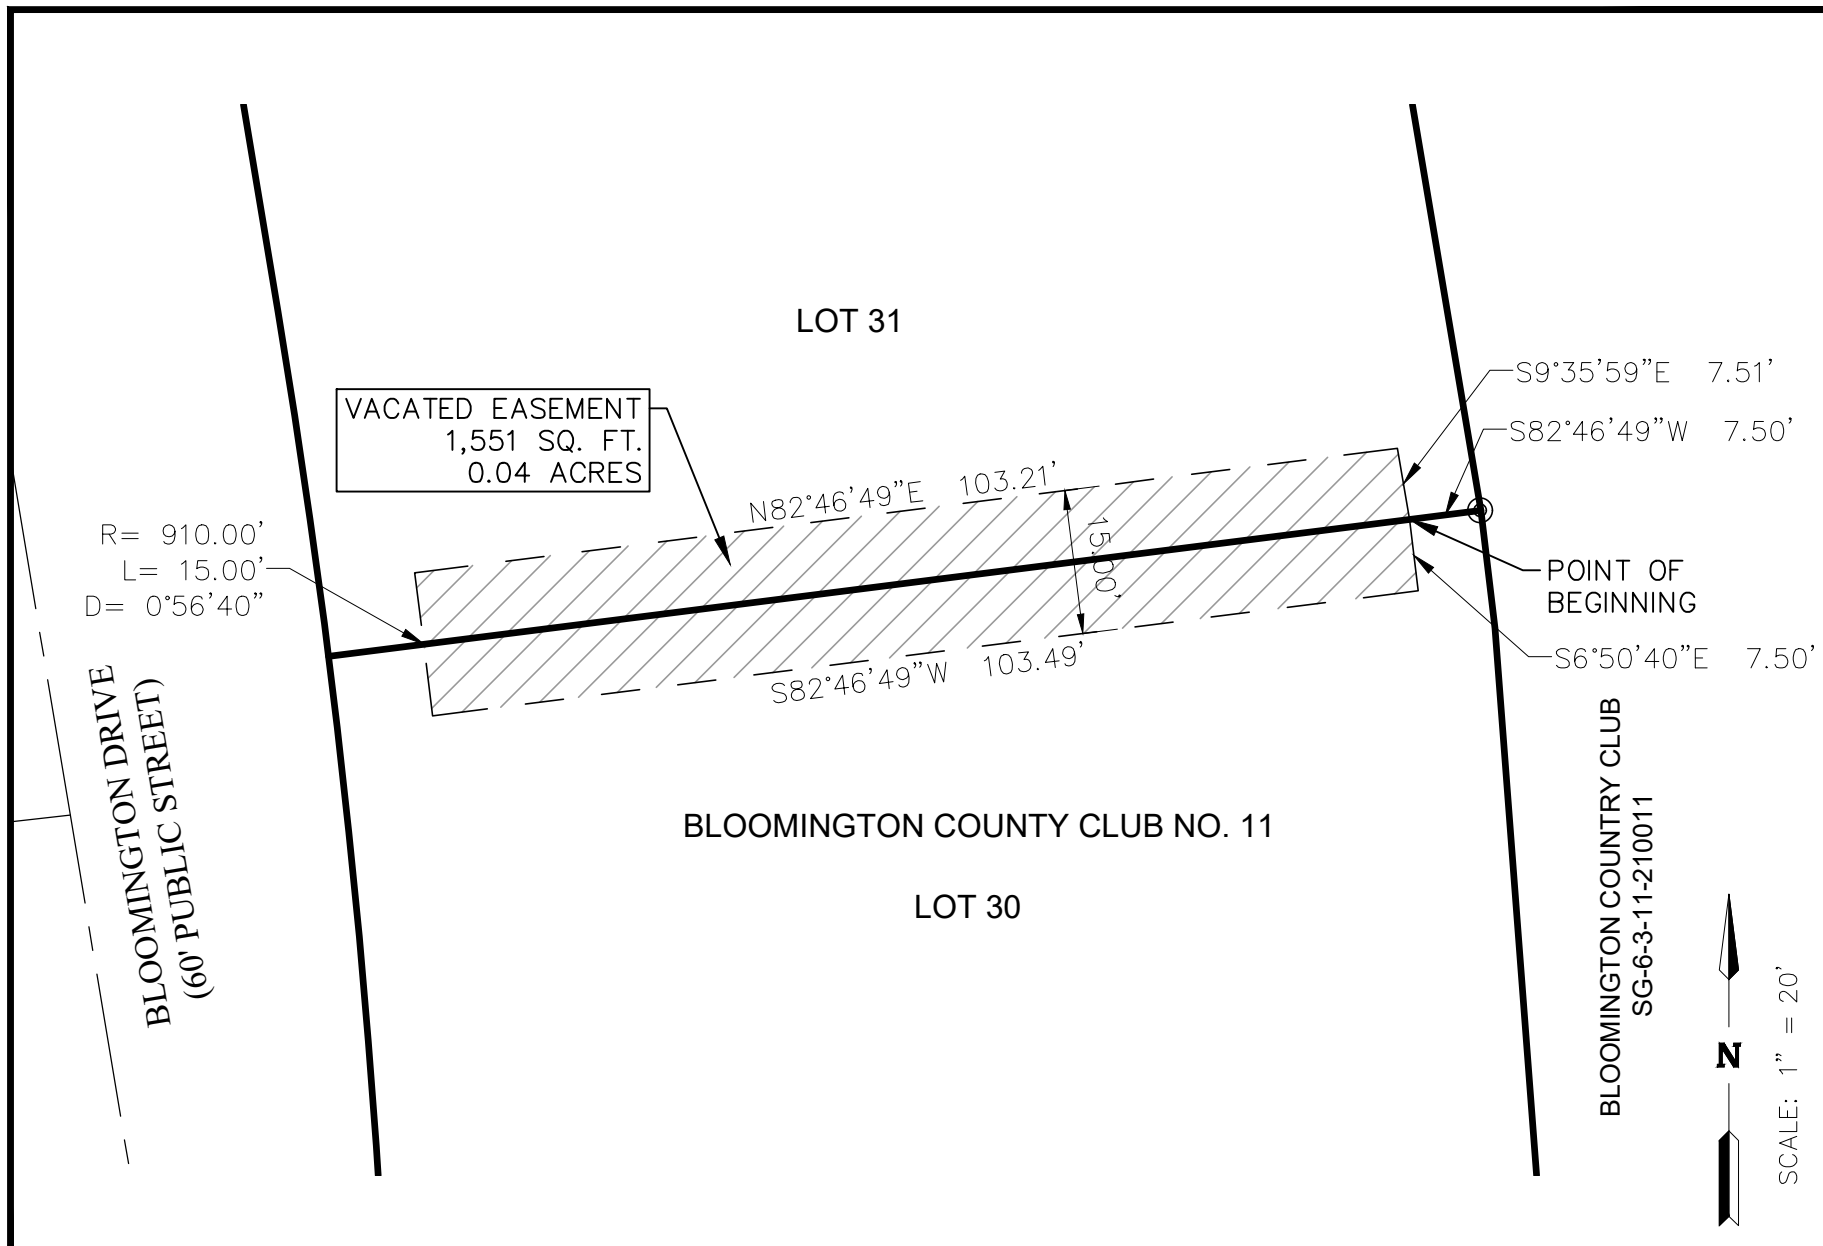 LOT 31
VACATED EASEMENT
1,551 SQ. FT.
0.04 ACRES
S9°35'59"E 7.51'
S82°46'49"W 7.50'
N82°46'49"E 103.21'
15.00'
R= 910.00'
L= 15.00'
D= 0°56'40"
POINT OF
BEGINNING
S6°50'40"E 7.50'
S82°46'49"W 103.49'
BLOOMINGTON DRIVE
(60' PUBLIC STREET)
BLOOMINGTON COUNTY CLUB NO. 11
LOT 30
BLOOMINGTON COUNTRY CLUB
SG-6-3-11-210011
N
SCALE: 1" = 20'